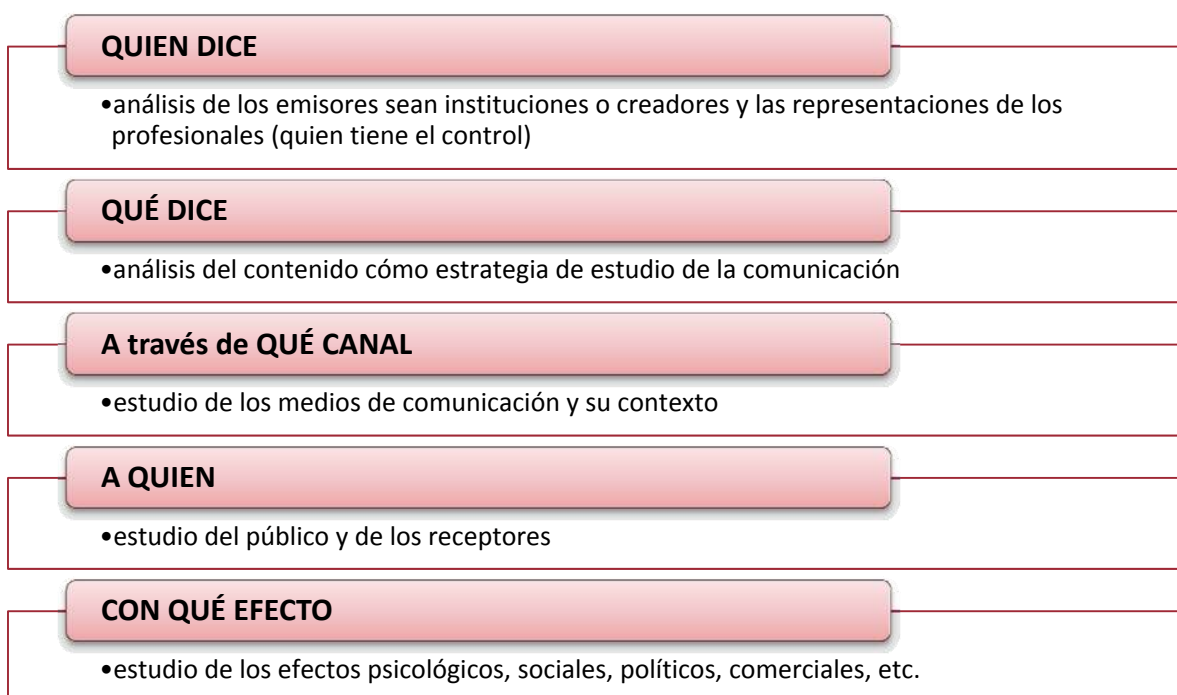 QUIEN DICE
•análisis de los emisores sean instituciones o creadores y las representaciones de los
profesionales (quien tiene el control)
QUÉ DICE
•análisis del contenido cómo estrategia de estudio de la comunicación
A través de QUÉ CANAL
•estudio de los medios de comunicación y su contexto
A QUIEN
•estudio del público y de los receptores
CON QUÉ EFECTO
•estudio de los efectos psicológicos, sociales, políticos, comerciales, etc.